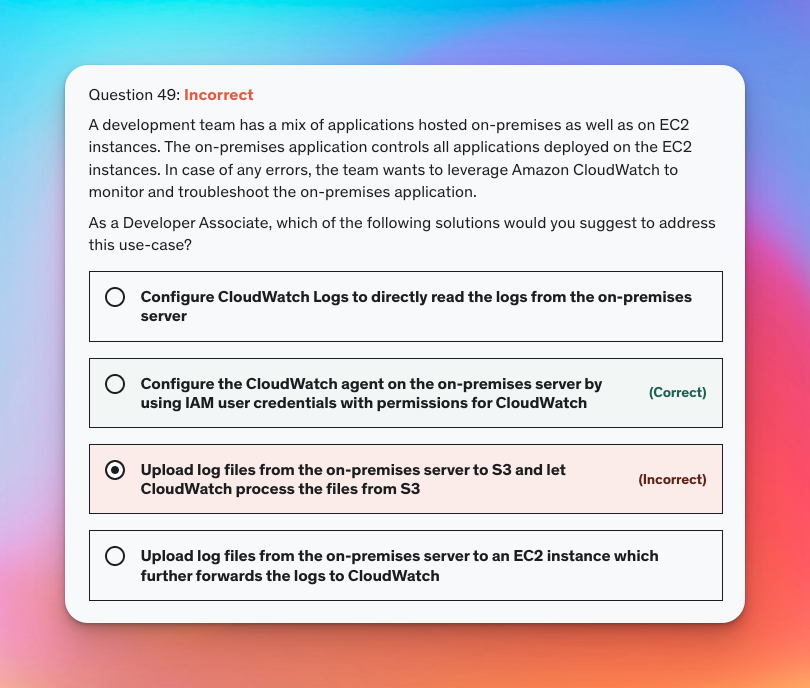 Question 49: Incorrect
A development team has a mix of applications hosted on-premises as well as on EC2
instances. The on-premises application controls all applications deployed on the EC2
instances. In case of any errors, the team wants to leverage Amazon CloudWatch to
monitor and troubleshoot the on-premises application.
As a Developer Associate, which of the following solutions would you suggest to address
this use-case?
Configure CloudWatch Logs to directly read the logs from the on-premises
server
Configure the CloudWatch agent on the on-premises server by
using IAM user credentials with permissions for CloudWatch
(Correct)
Upload log files from the on-premises server to S3 and let
CloudWatch process the files from S3
(Incorrect)
Upload log files from the on-premises server to an EC2 instance which
further forwards the logs to CloudWatch